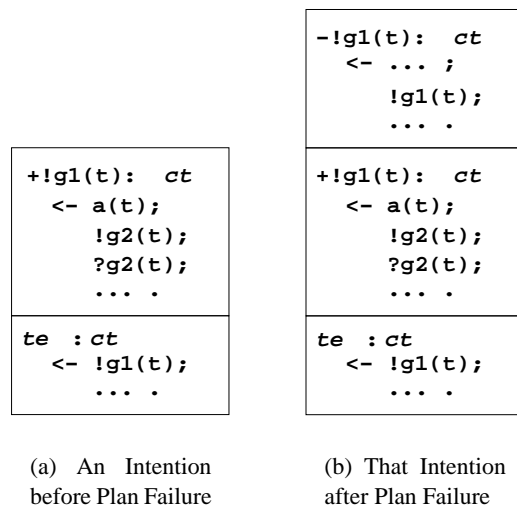 +!g1(t): ct
<- a(t);
!g2(t);
?g2(t);
... .
te : ct
<- !g1(t);
... .
(a) An Intention
before Plan Failure
-!g1(t): ct
<- ... ;
!g1(t);
... .
+!g1(t): ct
<- a(t);
!g2(t);
?g2(t);
... .
te : ct
<- !g1(t);
... .
(b) That Intention
after Plan Failure